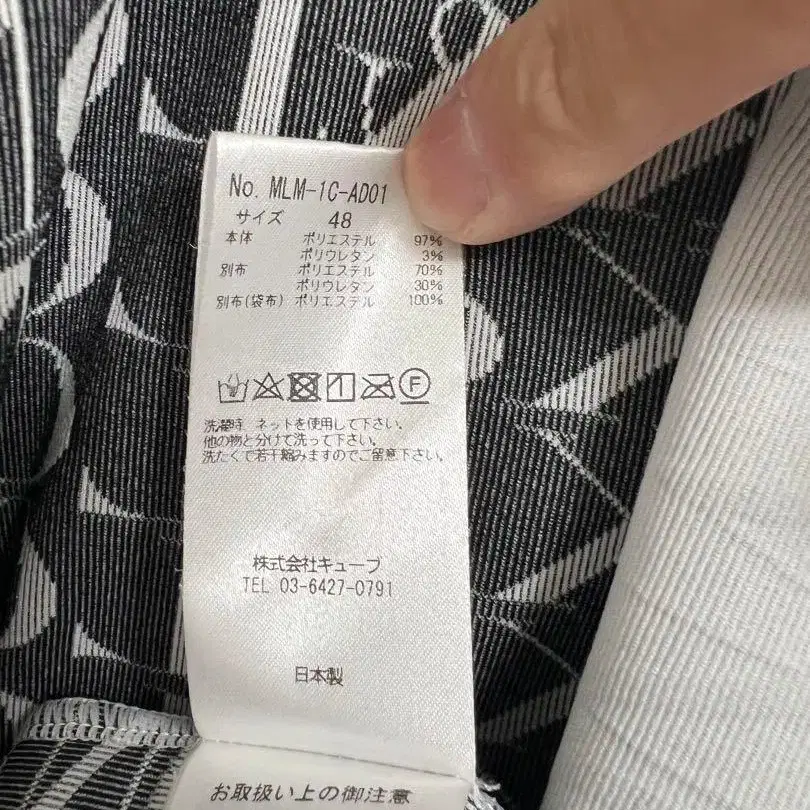 No. MLM-1C-AD01
サイズ 48
本体 ポリエステル 97%
ポリウレタン 3%
別布 ポリエステル 70%
ポリウレタン 30%
別布(袋布) ポリエステル 100%
F
洗濯時 ネットを使用して下さい.
他の物と分けて洗って下さい.
洗たくで若干縮みますのでご留意下さい.
株式会社キューブ
TEL 03-6427-0791
日本製
お取扱い上の御注意